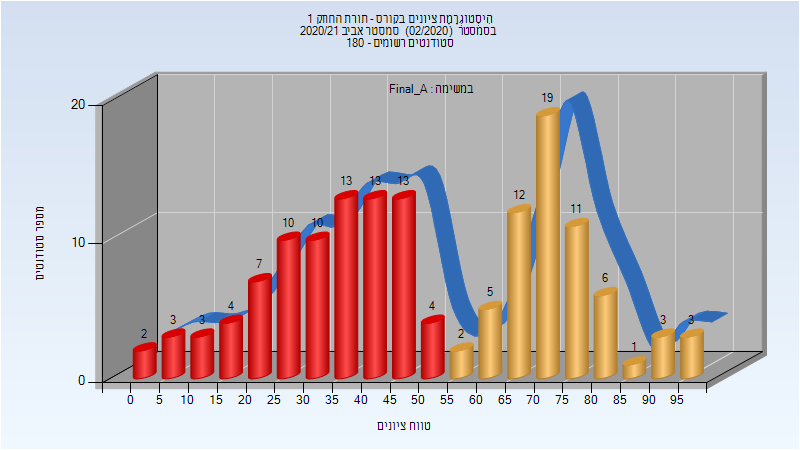 היסטוגרמת ציונים בקורס - תורת החוזק 1
בסמסטר (02/2020) סמסטר אביב 2020/21
סטודנטים רשומים - 180
במשימה : Final_A
מספר סטודנטים
20
10
0
2 3 3 4 7 10 10 13 13 13 4 2 5 12 19 11 6 1 3 3
0 5 10 15 20 25 30 35 40 45 50 55 60 65 70 75 80 85 90 95
טווח ציונים